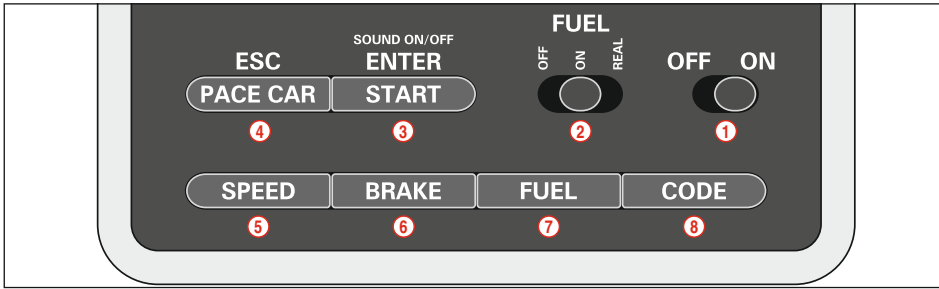 FUEL
SOUND ON/OFF
ESC ENTER OFF ON REAL OFF ON
PACE CAR START
4 3 2 1
SPEED BRAKE FUEL CODE
5 6 7 8